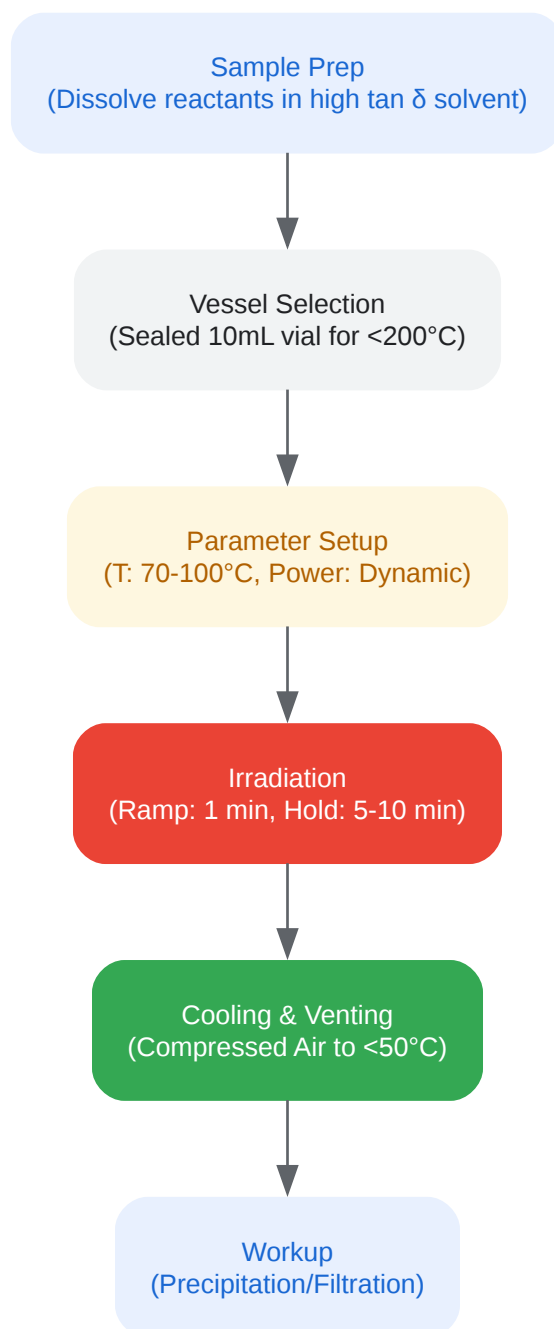 Sample Prep
(Dissolve reactants in high tan δ solvent)
Vessel Selection
(Sealed 10mL vial for <200°C)
Parameter Setup
(T: 70-100°C, Power: Dynamic)
Irradiation
(Ramp: 1 min, Hold: 5-10 min)
Cooling & Venting
(Compressed Air to <50°C)
Workup
(Precipitation/Filtration)